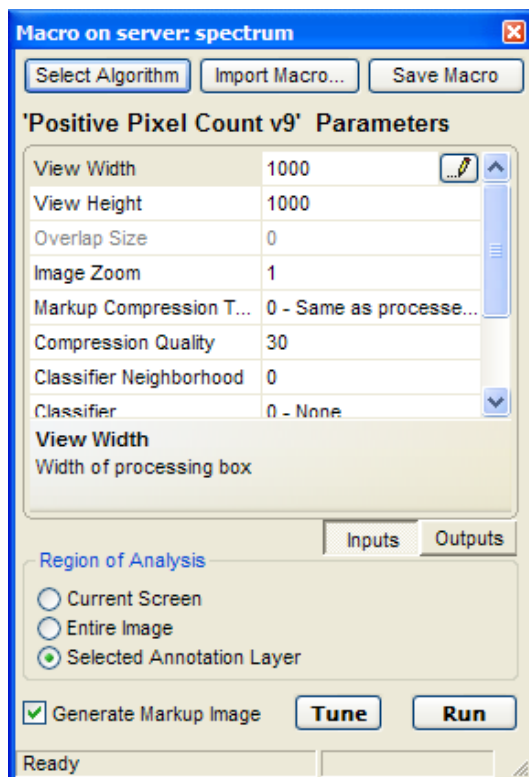 Macro on server: spectrum
Select Algorithm Import Macro... Save Macro
'Positive Pixel Count v9' Parameters
View Width 1000
View Height 1000
Overlap Size 0
Image Zoom 1
Markup Compression T... 0 - Same as processe...
Compression Quality 30
Classifier Neighborhood 0
Classifier 0 - None
View Width
Width of processing box
Inputs Outputs
Region of Analysis
Current Screen
Entire Image
Selected Annotation Layer
Generate Markup Image Tune Run
Ready